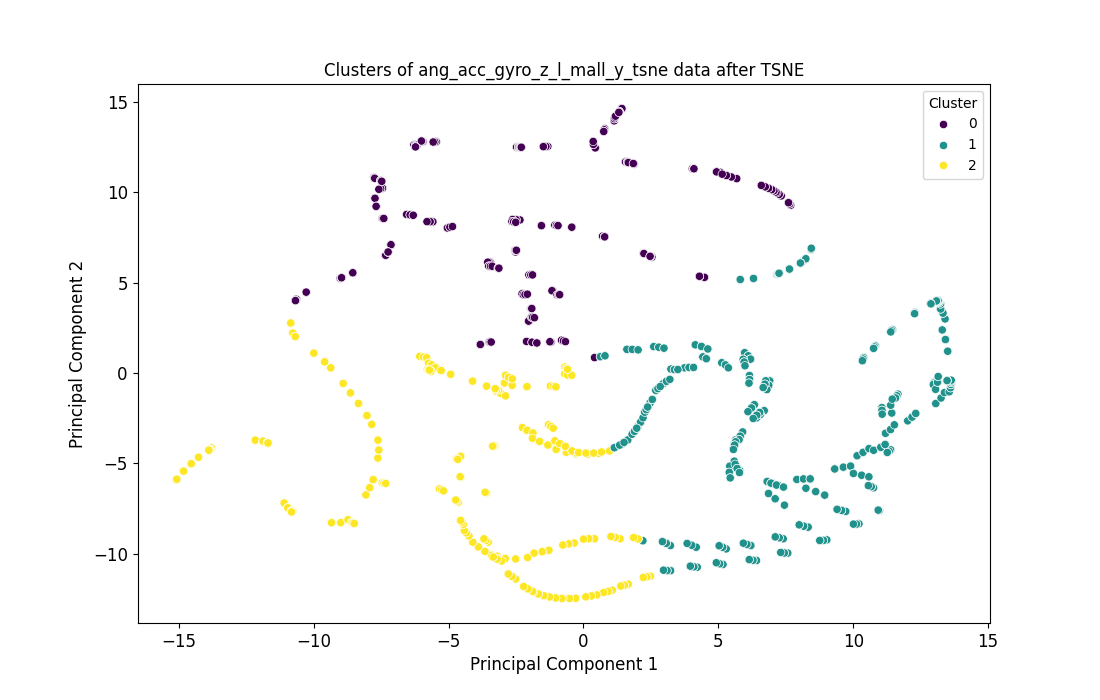 Clusters of ang_acc_gyro_z_l_mall_y_tsne data after TSNE
Cluster
0
1
2
15
10
5
0
−5
−10
Principal Component 2
−15 −10 −5 0 5 10 15
Principal Component 1